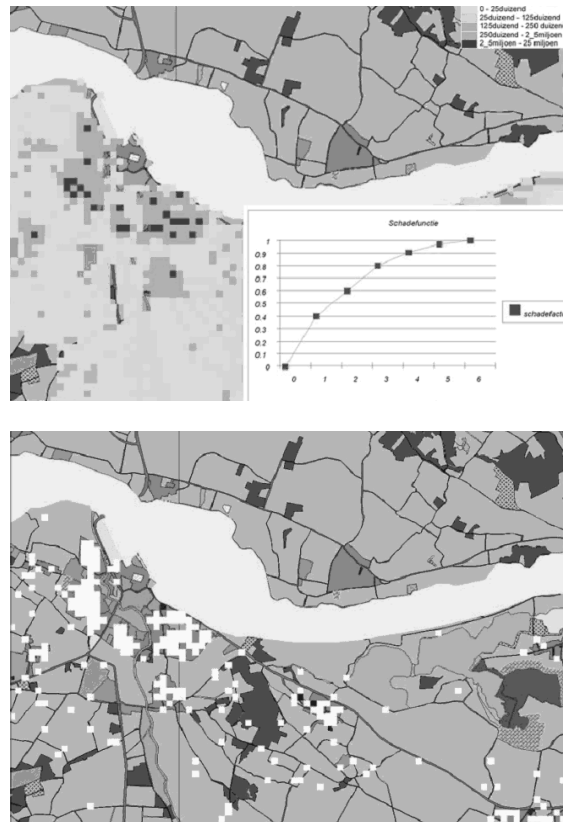 0 - 25duizend
25duizend - 125duizend
125duizend - 250 duizend
250duizend - 2_5miljoen
2_5miljoen - 25 miljoen
Schadefunctie
1
0.9
0.8
0.7
0.6
0.5
0.4
0.3
0.2
0.1
0
0 1 2 3 4 5 6
schadefact